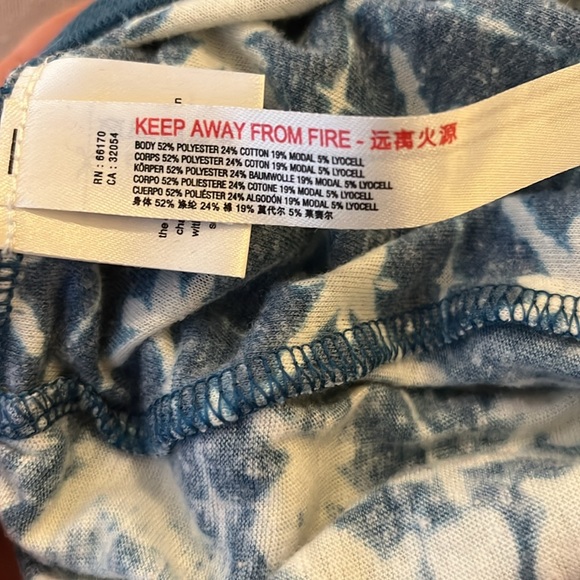 RN : 66170
CA : 32054
KEEP AWAY FROM FIRE - 远离火源
BODY 52% POLYESTER 24% COTTON 19% MODAL 5% LYOCELL
CORPS 52% POLYESTER 24% COTON 19% MODAL 5% LYOCELL
KÖRPER 52% POLYESTER 24% BAUMWOLLE 19% MODAL 5% LYOCELL
CORPO 52% POLIESTERE 24% COTONE 19% MODAL 5% LYOCELL
CUERPO 52% POLIÉSTER 24% ALGODÓN 19% MODAL 5% LYOCELL
身体 52% 涤纶 24% 棉 19% 莫代尔 5% 莱赛尔
the